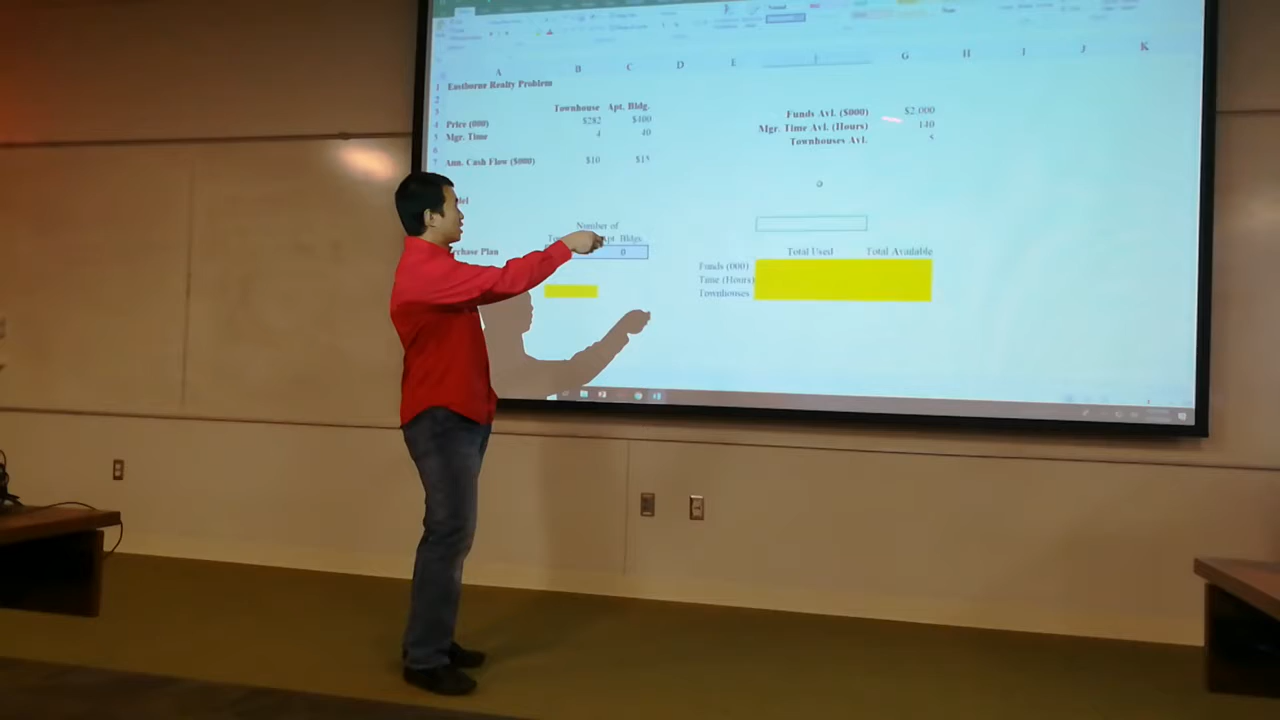 A B C D E G H I J K
1 Eastborne Realty Problem
2
3 Townhouse Apt. Bldg.
4 Price (000) $282 $400
5 Mgr. Time 4 40
6
7 Ann. Cash Flow ($000) $10 $15
Funds Avl. ($000) $2,000
Mgr. Time Avl. (Hours) 140
Townhouses Avl. 5
Number of
Apt. Bldgs.
0
Total Used Total Available
Funds (000)
Time (Hours)
Townhouses